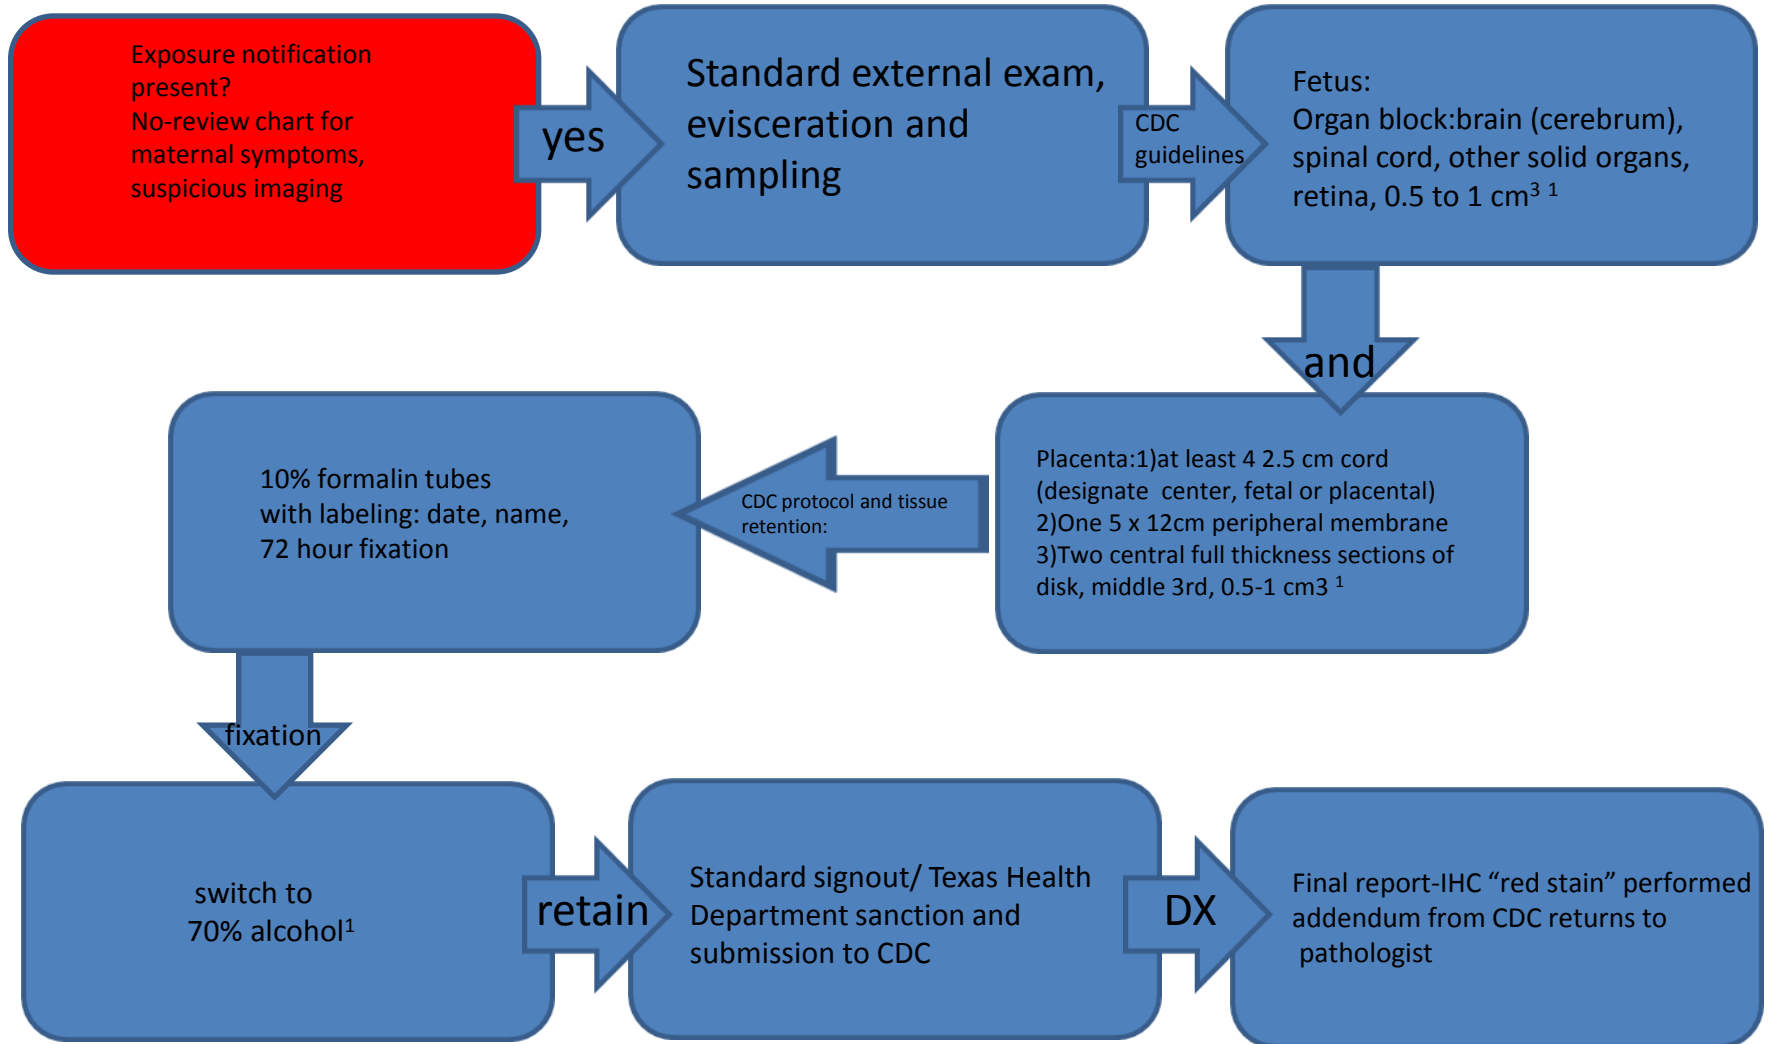 Exposure notification
present?
No-review chart for
maternal symptoms,
suspicious imaging
yes
Standard external exam,
evisceration and
sampling
CDC
guidelines
Fetus:
Organ block:brain (cerebrum),
spinal cord, other solid organs,
retina, 0.5 to 1 cm³ ¹
and
Placenta:1)at least 4 2.5 cm cord
(designate center, fetal or placental)
2)One 5 x 12cm peripheral membrane
3)Two central full thickness sections of
disk, middle 3rd, 0.5-1 cm3 ¹
CDC protocol and tissue
retention:
10% formalin tubes
with labeling: date, name,
72 hour fixation
fixation
switch to
70% alcohol¹
retain
Standard signout/ Texas Health
Department sanction and
submission to CDC
DX
Final report-IHC “red stain” performed
addendum from CDC returns to
pathologist